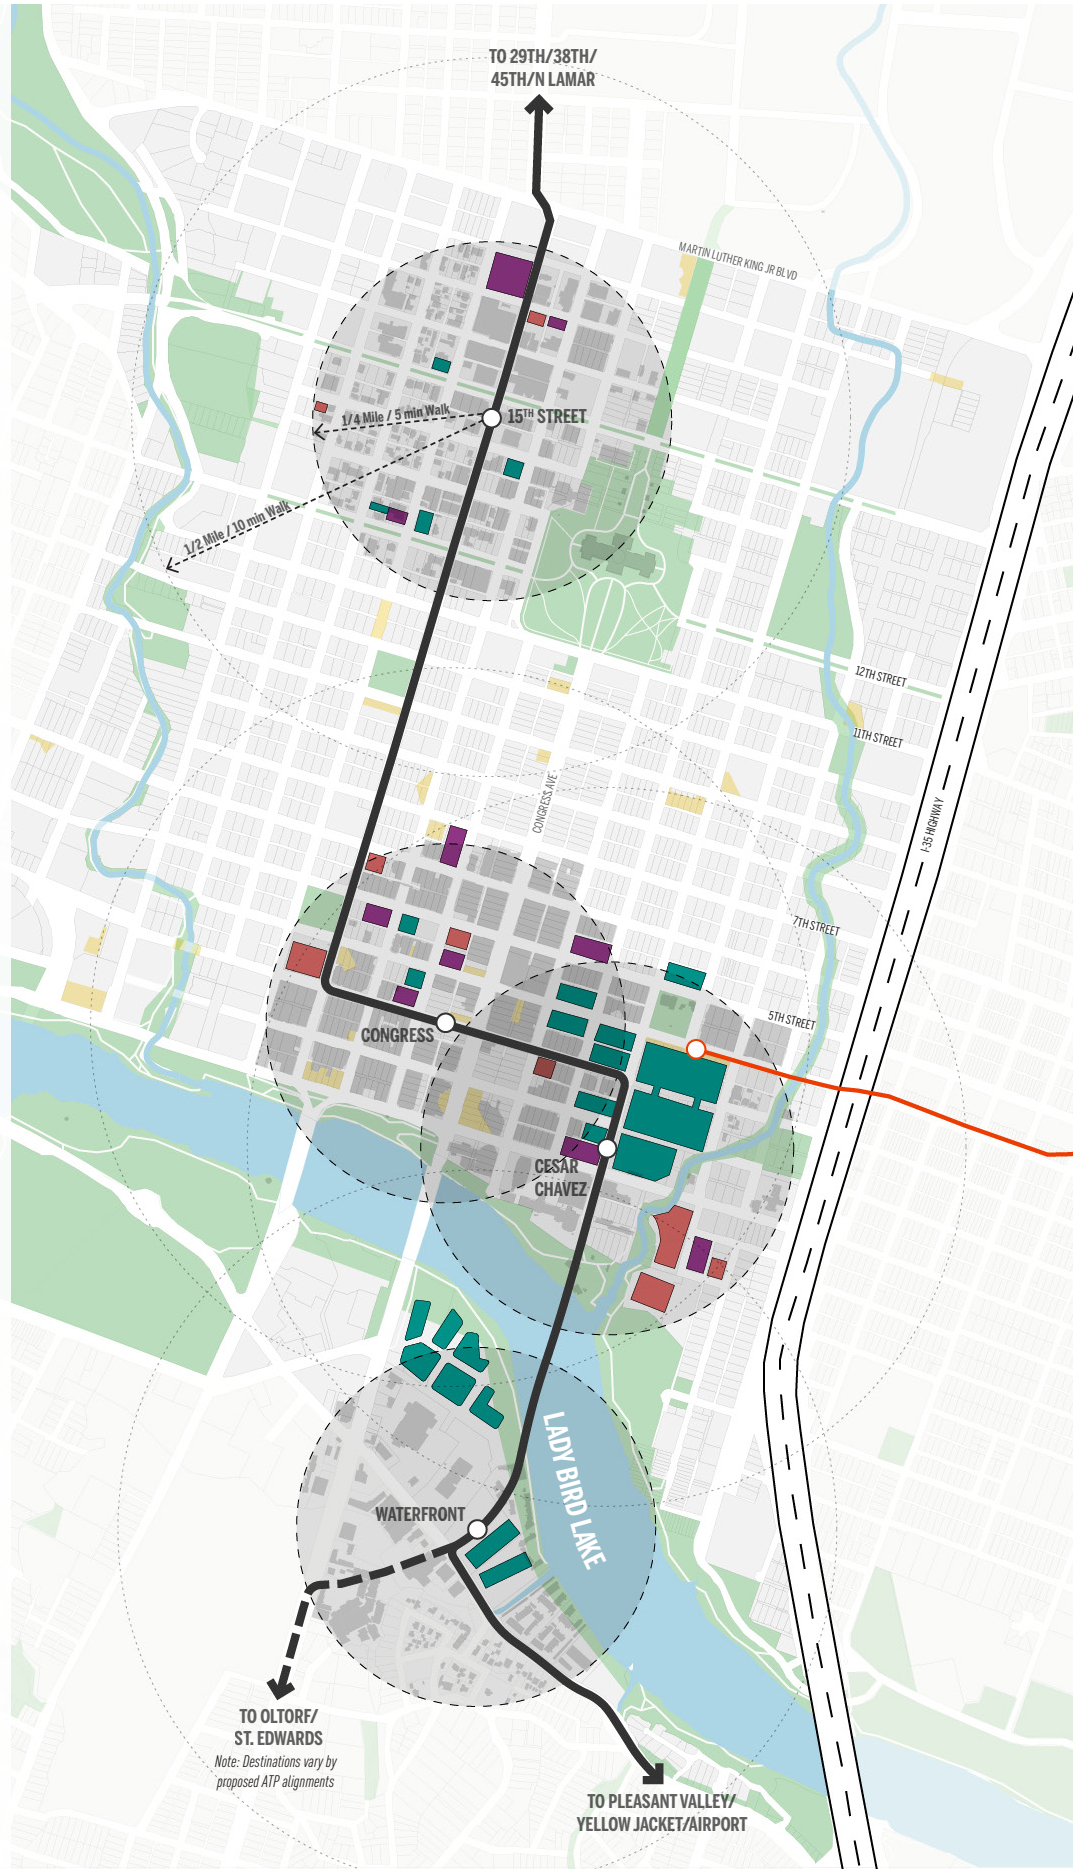 TO 29TH/38TH/
45TH/N LAMAR
MARTIN LUTHER KING JR BLVD
15TH STREET
1/4 Mile / 5 min Walk
1/2 Mile / 10 min Walk
12TH STREET
11TH STREET
CONGRESS AVE
I-35 HIGHWAY
7TH STREET
5TH STREET
CONGRESS
CESAR
CHAVEZ
LADY BIRD LAKE
WATERFRONT
TO OLTORF/
ST. EDWARDS
Note: Destinations vary by
proposed ATP alignments
TO PLEASANT VALLEY/
YELLOW JACKET/AIRPORT